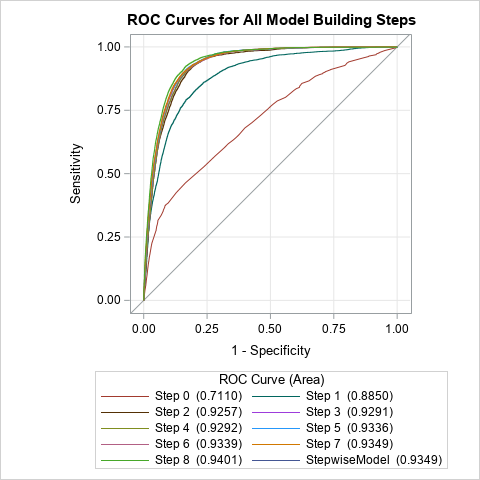 ROC Curves for All Model Building Steps
1.00
0.75
0.50
0.25
0.00
Sensitivity
0.00 0.25 0.50 0.75 1.00
1 - Specificity
ROC Curve (Area)
Step 0 (0.7110) Step 1 (0.8850)
Step 2 (0.9257) Step 3 (0.9291)
Step 4 (0.9292) Step 5 (0.9336)
Step 6 (0.9339) Step 7 (0.9349)
Step 8 (0.9401) StepwiseModel (0.9349)